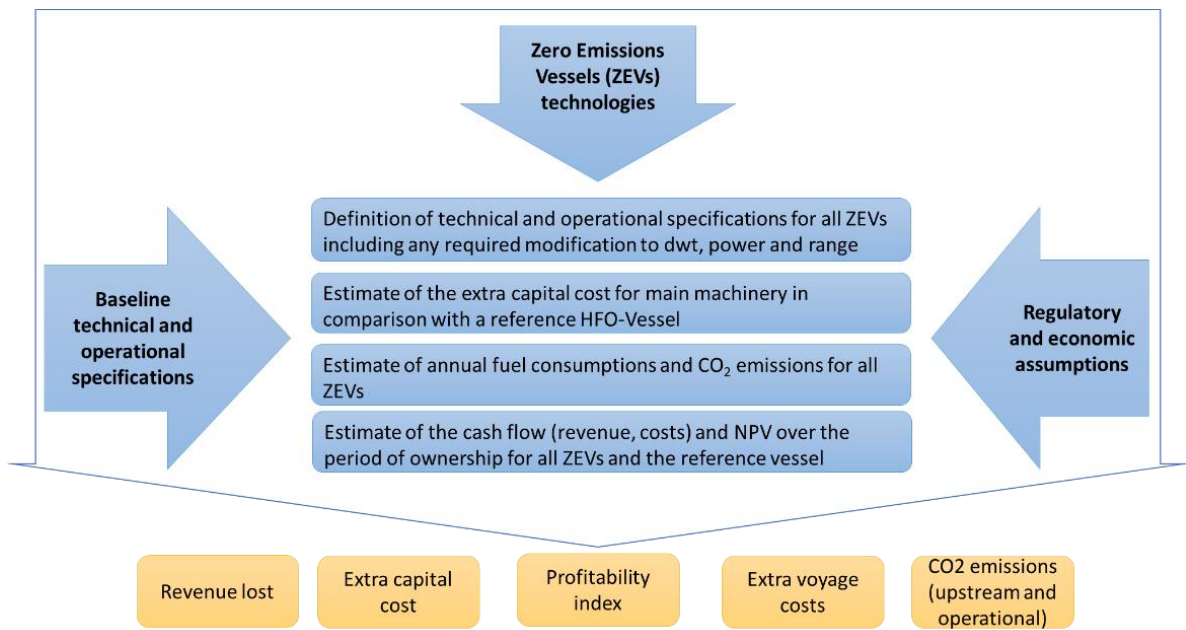 Zero Emissions
Vessels (ZEVs)
technologies
Definition of technical and operational specifications for all ZEVs
including any required modification to dwt, power and range
Baseline
technical and
operational
specifications
Estimate of the extra capital cost for main machinery in
comparison with a reference HFO-Vessel
Regulatory
and economic
assumptions
Estimate of annual fuel consumptions and CO₂ emissions for all
ZEVs
Estimate of the cash flow (revenue, costs) and NPV over the
period of ownership for all ZEVs and the reference vessel
Revenue lost
Extra capital
cost
Profitability
index
Extra voyage
costs
CO2 emissions
(upstream and
operational)